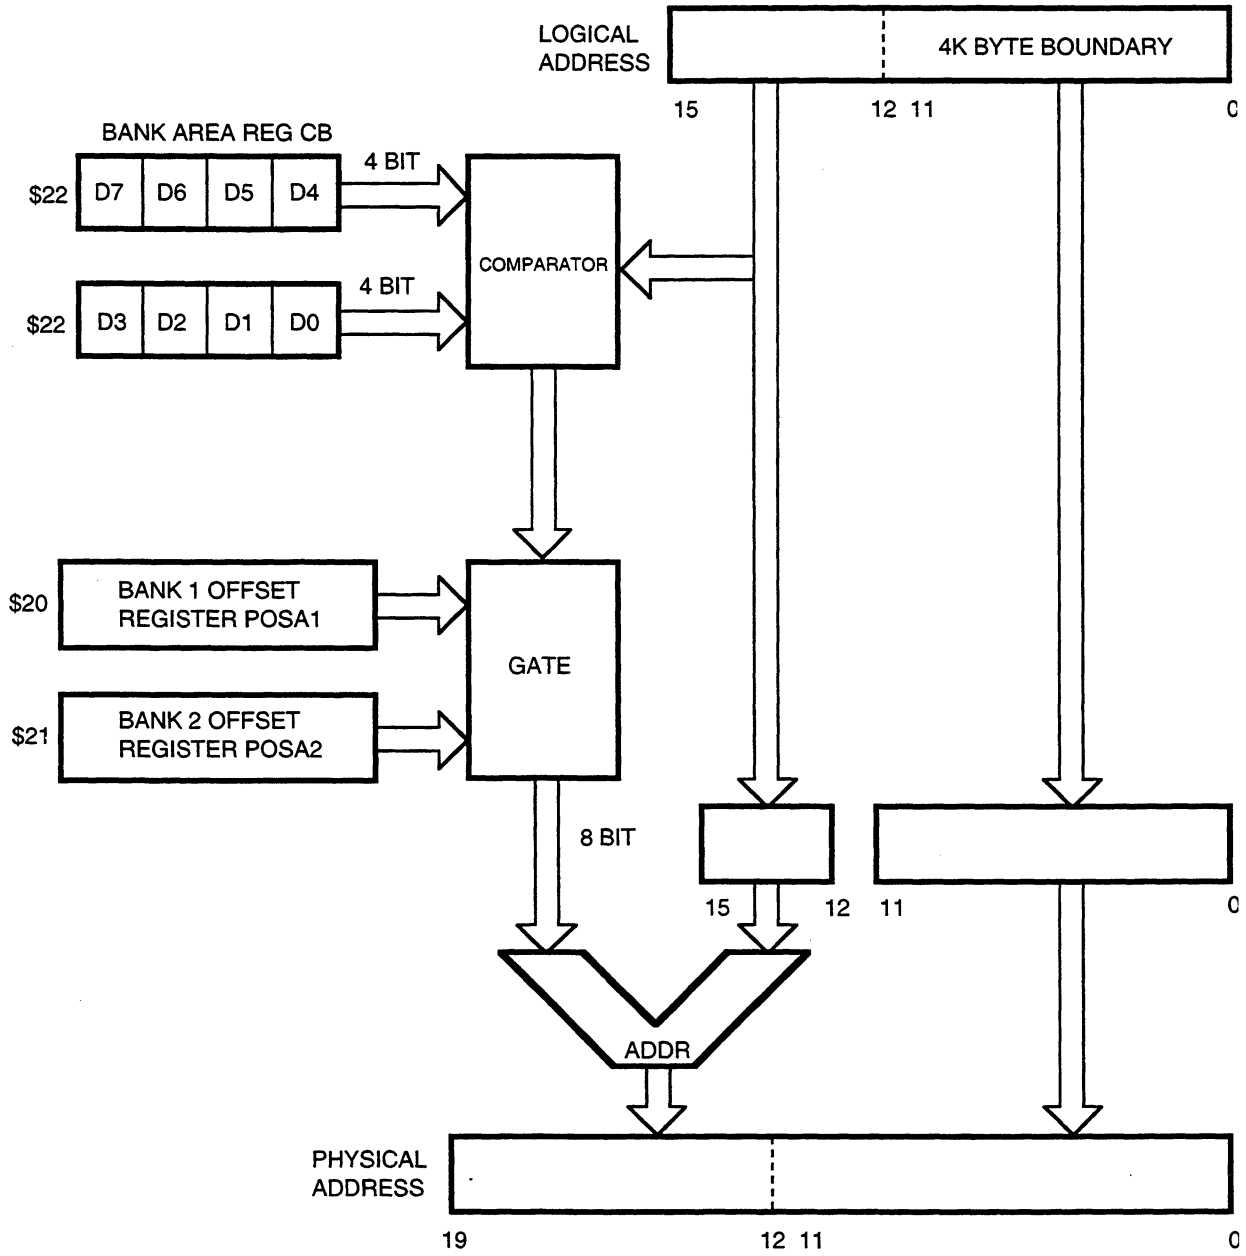 LOGICAL
ADDRESS
4K BYTE BOUNDARY
15
12 11
0
BANK AREA REG CB
$22
D7 D6 D5 D4
4 BIT
COMPARATOR
$22
D3 D2 D1 D0
4 BIT
$20
BANK 1 OFFSET
REGISTER POSA1
GATE
$21
BANK 2 OFFSET
REGISTER POSA2
8 BIT
15
12
11
0
ADDR
PHYSICAL
ADDRESS
19
12 11
0